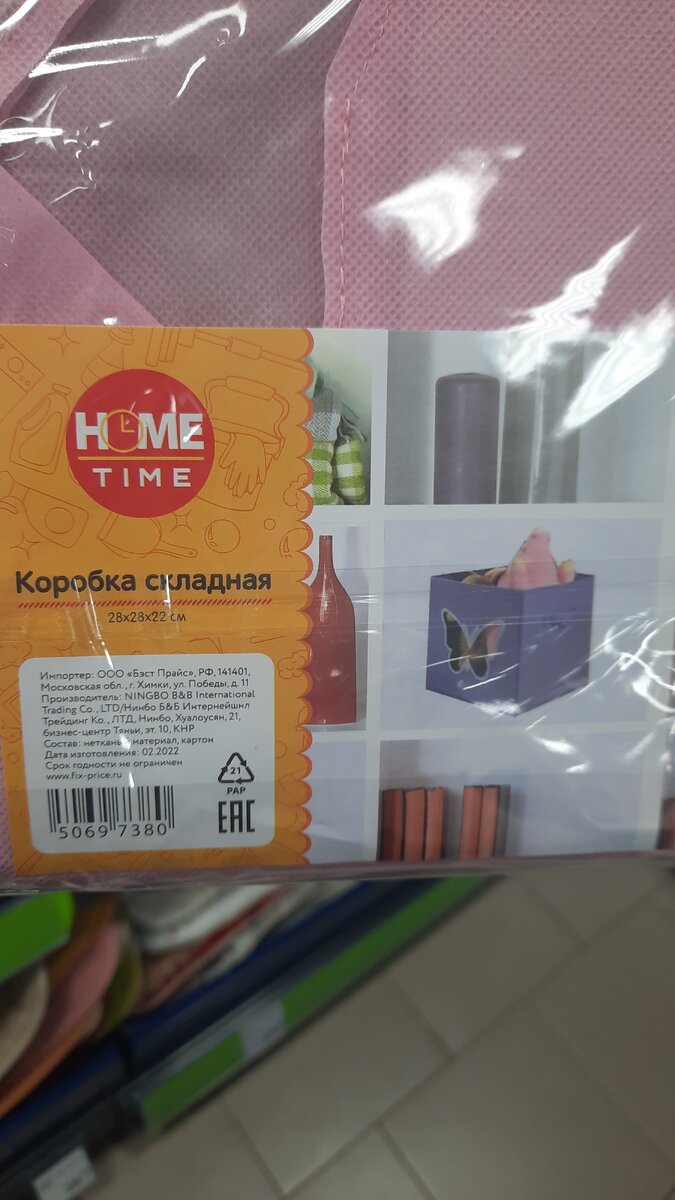 HOME
TIME
Коробка складная
28х28х22 см
Импортер: ООО «Бэст Прайс», РФ, 141401,
Московская обл., г. Химки, ул. Победы, д. 11
Производитель: NINGBO B&B International
Trading Co., LTD/Нинбо Б&Б Интернейшнл
Трейдинг Ко., ЛТД, Нинбо, Хуалоусян, 21,
бизнес-центр Тяньи, эт. 10, КНР
Состав: нетканый материал, картон
Дата изготовления: 02.2022
Срок годности не ограничен
www.fix-price.ru
21
PAP
5069 7380
EAC